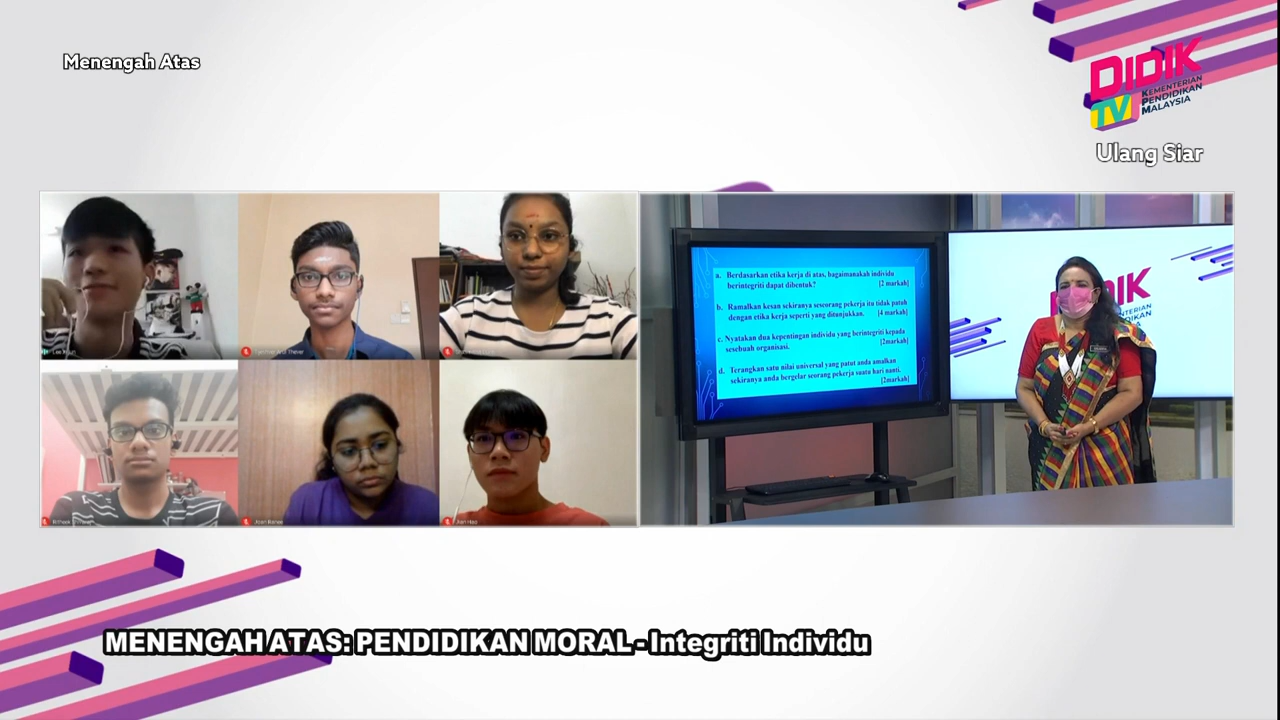 Menengah Atas
DIDIK
TV
KEMENTERIAN
PENDIDIKAN
MALAYSIA
Ulang Siar
a. Berdasarkan etika kerja di atas, bagaimanakah individu
berintegriti dapat dibentuk? [2 markah]
b. Ramalkan kesan sekiranya seseorang pekerja itu tidak patuh
dengan etika kerja seperti yang ditunjukkan. [4 markah]
c. Nyatakan dua kepentingan individu yang berintegriti kepada
sesebuah organisasi. [2markah]
d. Terangkan satu nilai universal yang patut anda amalkan
sekiranya anda bergelar seorang pekerja suatu hari nanti.
[2markah]
MENENGAH ATAS: PENDIDIKAN MORAL - Integriti Individu